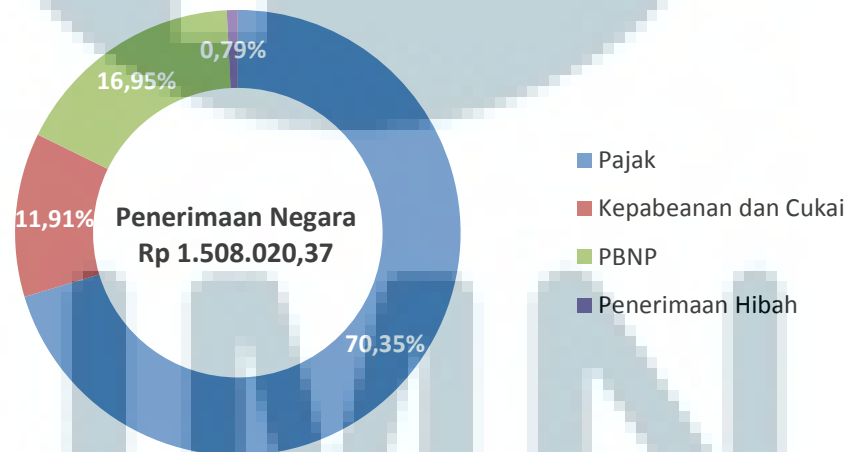 0,79%
16,95%
11,91%
Penerimaan Negara
Rp 1.508.020,37
70,35%
Pajak
Kepabeanan dan Cukai
PBNP
Penerimaan Hibah